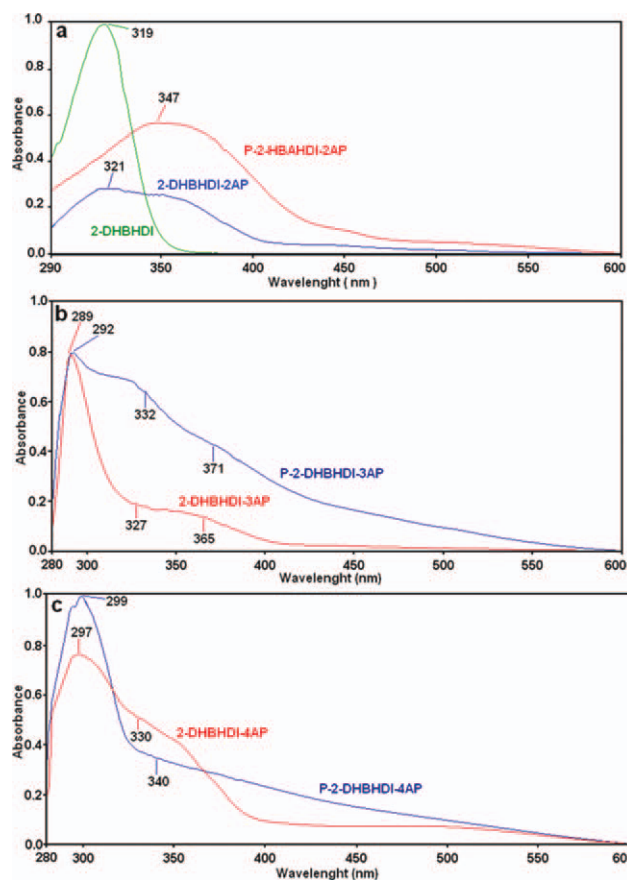 a
319
347
P-2-HBAHDI-2AP
321
2-DHBHDI-2AP
2-DHBHDI
Absorbance
1.0
0.8
0.6
0.4
0.2
0.0
290 350 400 450 500 550 600
Wavelenght ( nm )
b
289
292
332
371
P-2-DHBHDI-3AP
2-DHBHDI-3AP
327
365
Absorbance
1.0
0.8
0.6
0.4
0.2
0.0
280 300 350 400 450 500 550 600
Wavelenght (nm)
c
299
297
330
2-DHBHDI-4AP
340
P-2-DHBHDI-4AP
Absorbance
1.0
0.8
0.6
0.4
0.2
0.0
280 300 350 400 450 500 550 600
Wavelenght (nm)